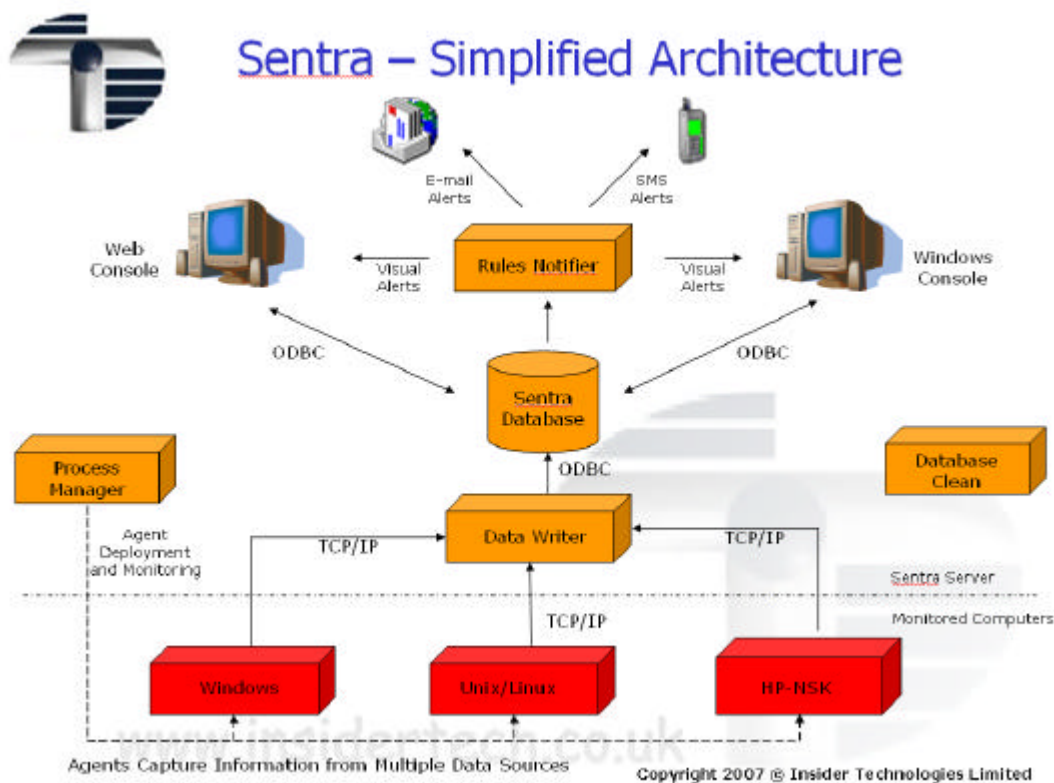 Sentra – Simplified Architecture
E-mail
Alerts
SMS
Alerts
Web
Console
Visual
Alerts
Rules Notifier
Visual
Alerts
Windows
Console
ODBC
ODBC
Sentra
Database
Process
Manager
ODBC
Database
Clean
Agent
Deployment
and Monitoring
TCP/IP
Data Writer
TCP/IP
Sentra Server
TCP/IP
Monitored Computers
Windows
Unix/Linux
HP-NSK
www.insidertech.co.uk
Agents Capture Information from Multiple Data Sources
Copyright 2007 © Insider Technologies Limited